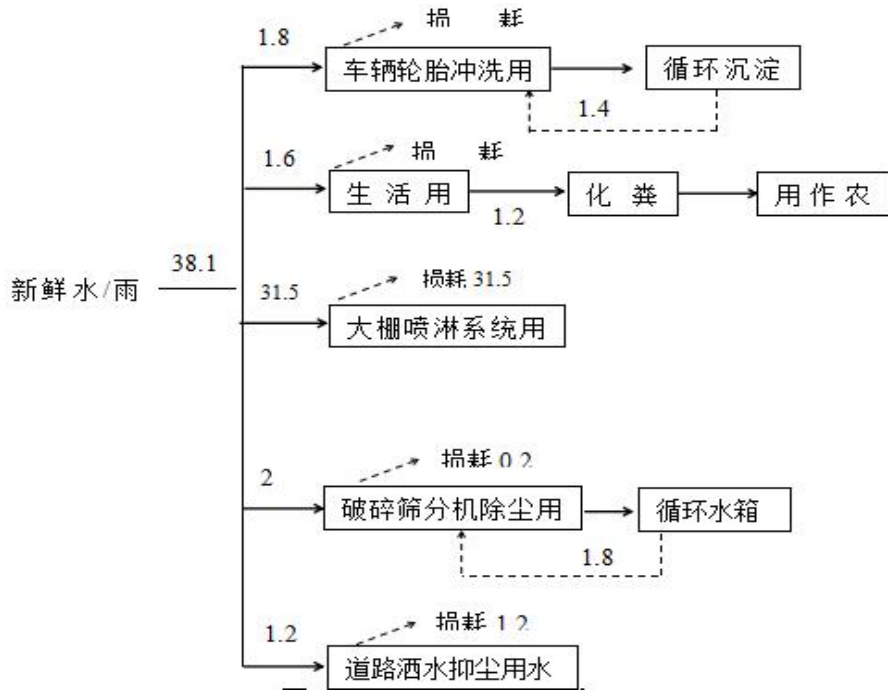 损 耗
1.8
车辆轮胎冲洗用
循环沉淀
1.4
损 耗
1.6
生 活 用
1.2
化 粪
用 作 农
38.1
新鲜水/雨
31.5
损耗 31.5
大棚喷淋系统用
损耗 0.2
2
破碎筛分机除尘用
循环水箱
1.8
损耗 1.2
1.2
道路洒水抑尘用水